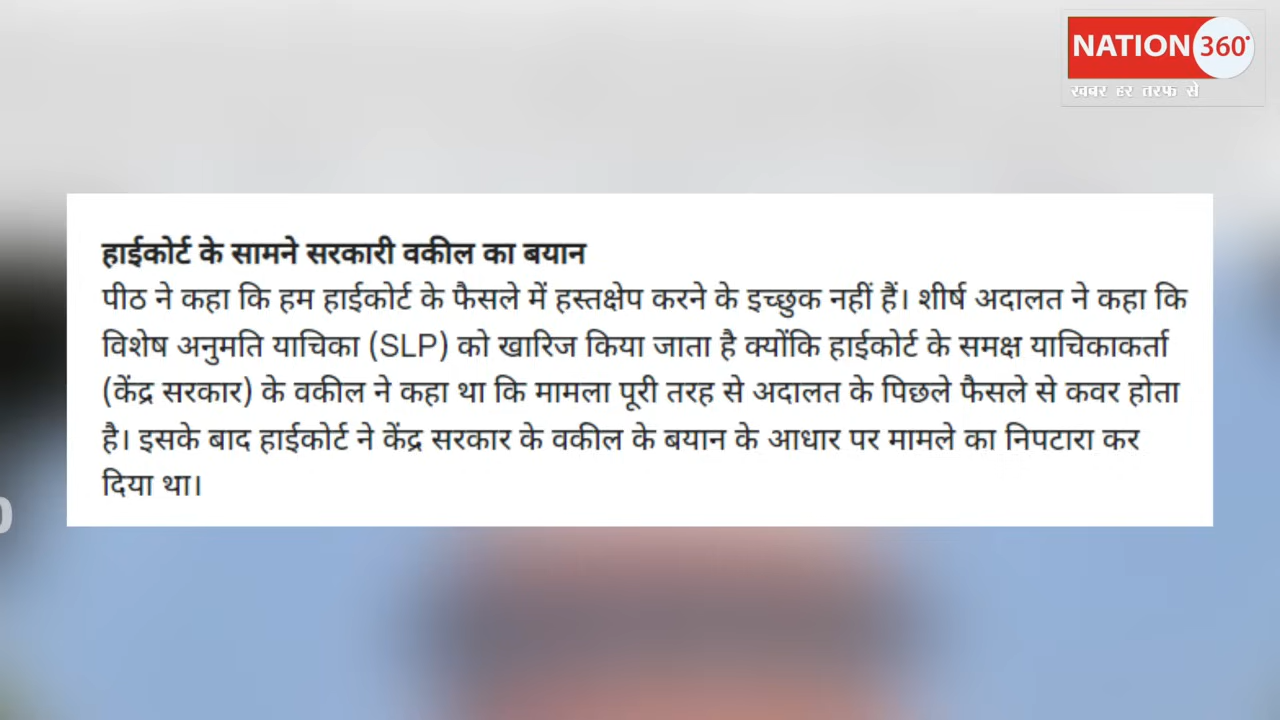 NATION 360°
खबर हर तरफ से
हाईकोर्ट के सामने सरकारी वकील का बयान
पीठ ने कहा कि हम हाईकोर्ट के फैसले में हस्तक्षेप करने के इच्छुक नहीं हैं। शीर्ष अदालत ने कहा कि
विशेष अनुमति याचिका (SLP) को खारिज किया जाता है क्योंकि हाईकोर्ट के समक्ष याचिकाकर्ता
(केंद्र सरकार) के वकील ने कहा था कि मामला पूरी तरह से अदालत के पिछले फैसले से कवर होता
है। इसके बाद हाईकोर्ट ने केंद्र सरकार के वकील के बयान के आधार पर मामले का निपटारा कर
दिया था।